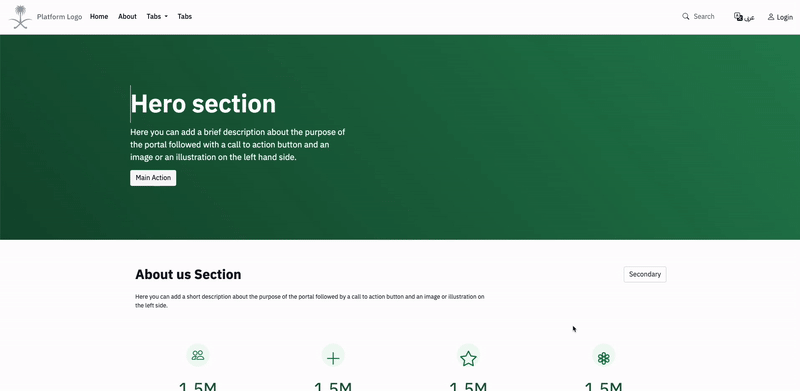 Platform Logo
Home
About
Tabs
Tabs
Search
عربى
Login
Hero section
Here you can add a brief description about the purpose of
the portal followed with a call to action button and an
image or an illustration on the left hand side.
Main Action
About us Section
Secondary
Here you can add a short description about the purpose of the portal followed by a call to action button and an image or illustration on
the left side.
1.5M
1.5M
1.5M
1.5M